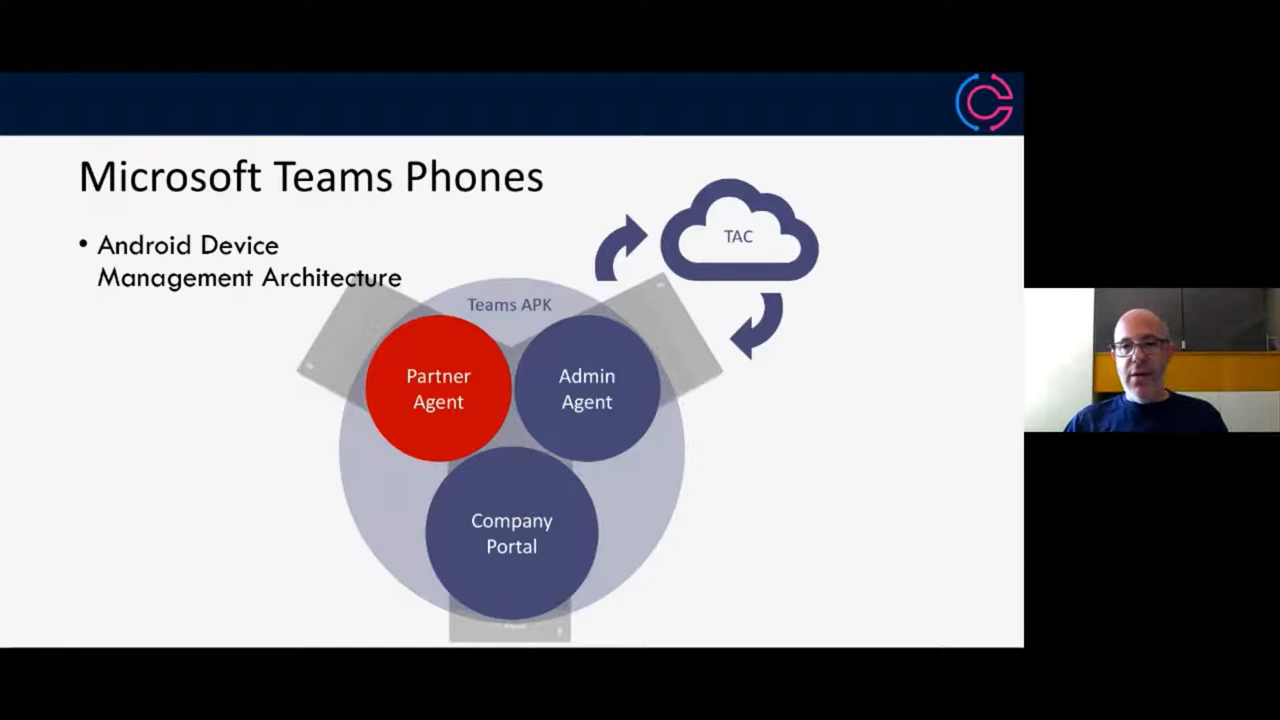 Microsoft Teams Phones
• Android Device
Management Architecture
TAC
Teams APK
Partner
Agent
Admin
Agent
Company
Portal